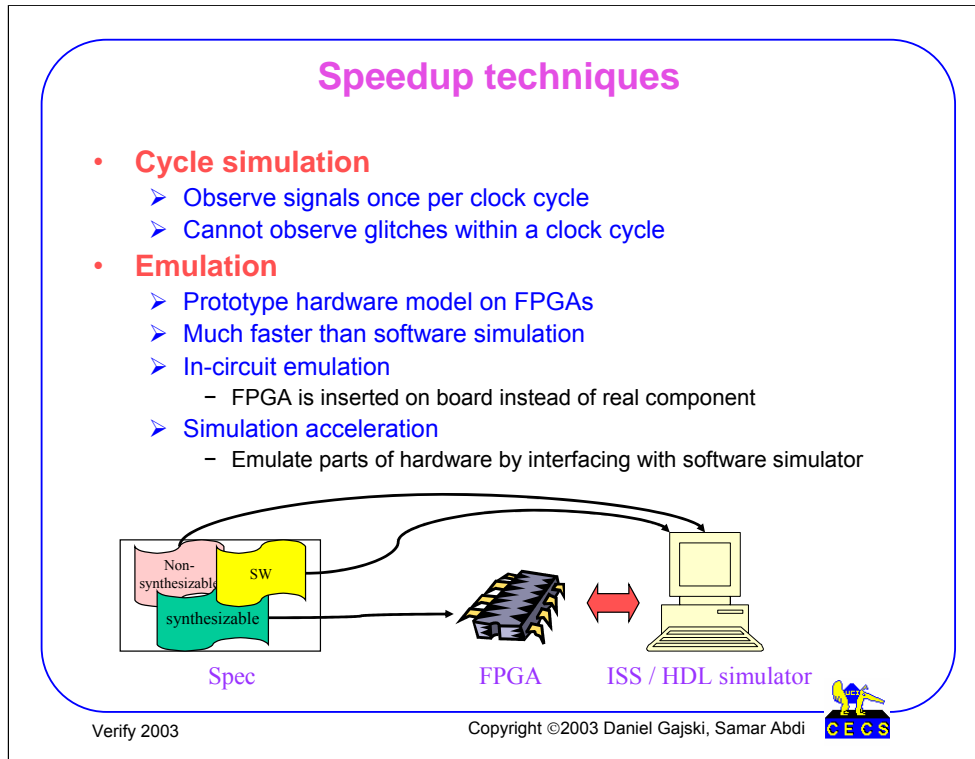 Speedup techniques
• Cycle simulation
➢ Observe signals once per clock cycle
➢ Cannot observe glitches within a clock cycle
• Emulation
➢ Prototype hardware model on FPGAs
➢ Much faster than software simulation
➢ In-circuit emulation
− FPGA is inserted on board instead of real component
➢ Simulation acceleration
− Emulate parts of hardware by interfacing with software simulator
Non-
synthesizable
SW
synthesizable
Spec
FPGA
ISS / HDL simulator
Verify 2003
Copyright ©2003 Daniel Gajski, Samar Abdi
UCI
CECS